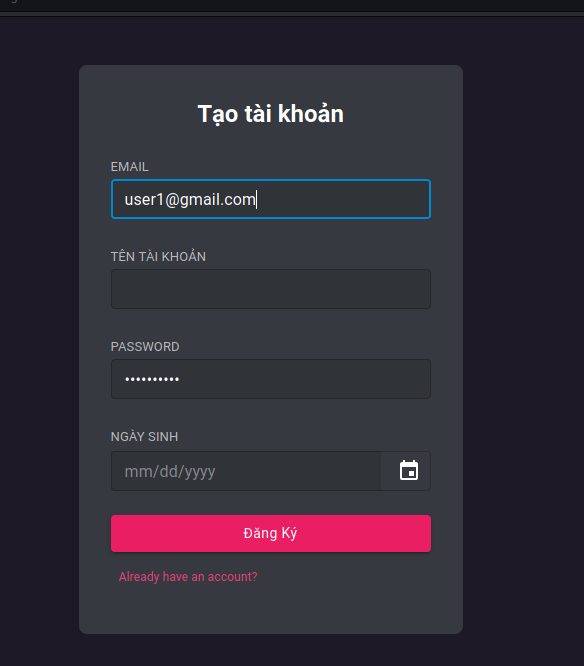 Tạo tài khoản
EMAIL
user1@gmail.com
TÊN TÀI KHOẢN
PASSWORD
••••••••••
NGÀY SINH
mm/dd/yyyy
Đăng Ký
Already have an account?